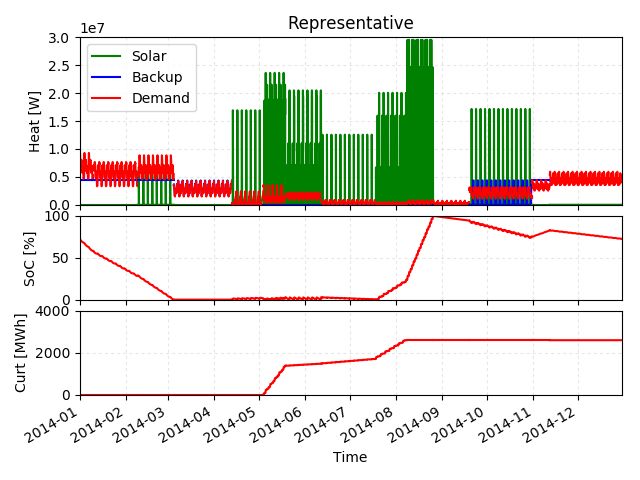 Representative
1e7
Heat [W]
3.0
2.5
2.0
1.5
1.0
0.5
0.0
Solar
Backup
Demand
SoC [%]
100
50
0
Curt [MWh]
4000
2000
0
2014-01
2014-02
2014-03
2014-04
2014-05
2014-06
2014-07
2014-08
2014-09
2014-10
2014-11
2014-12
Time